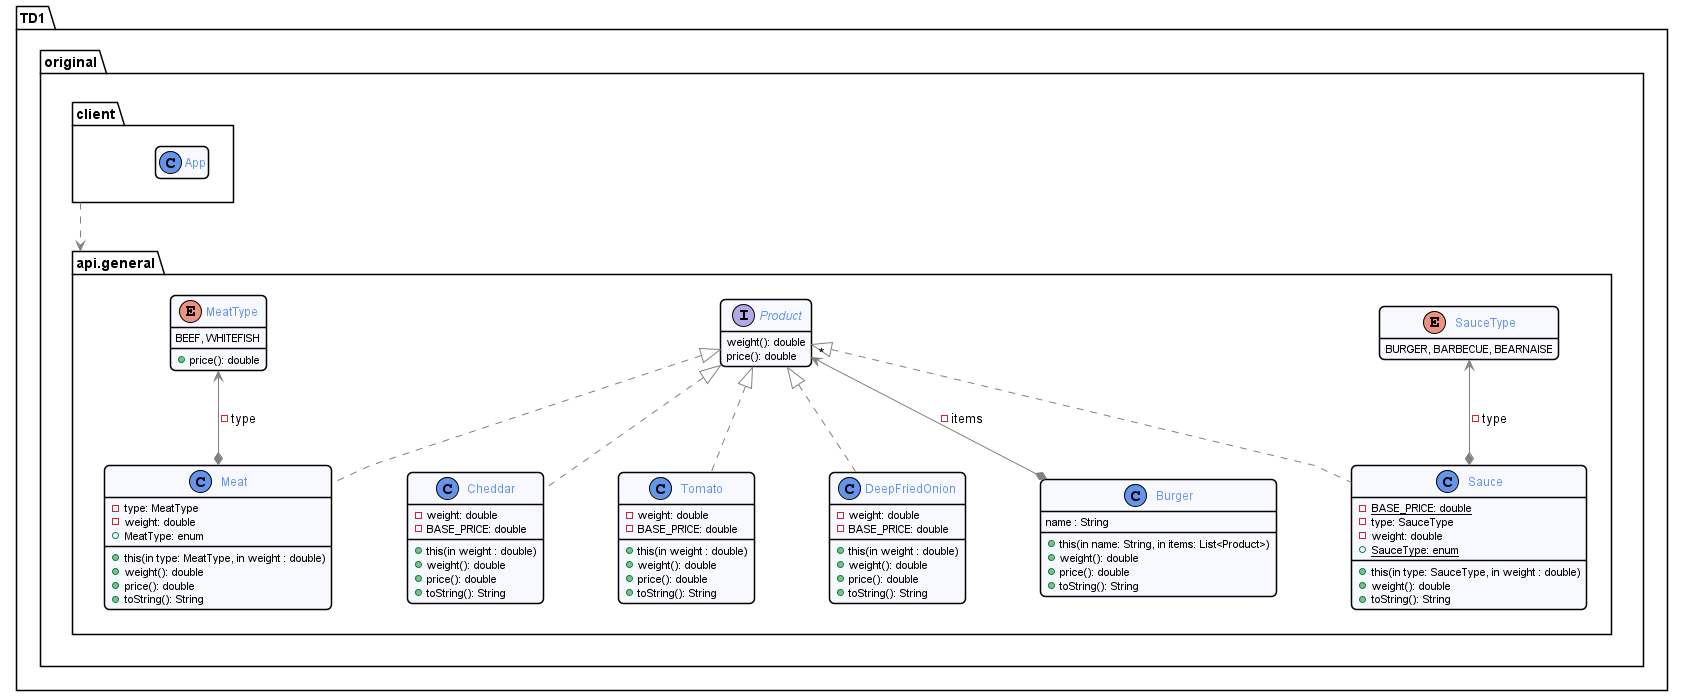 TD1
original
client
C App
api.general
E MeatType
BEEF, WHITEFISH
price(): double
I Product
weight(): double
price(): double
*
E SauceType
BURGER, BARBECUE, BEARNAISE
type
items
type
C Meat
type: MeatType
weight: double
MeatType: enum
this(in type: MeatType, in weight : double)
weight(): double
price(): double
toString(): String
C Cheddar
weight: double
BASE_PRICE: double
this(in weight : double)
weight(): double
price(): double
toString(): String
C Tomato
weight: double
BASE_PRICE: double
this(in weight : double)
weight(): double
price(): double
toString(): String
C DeepFriedOnion
weight: double
BASE_PRICE: double
this(in weight : double)
weight(): double
price(): double
toString(): String
C Burger
name : String
this(in name: String, in items: List<Product>)
weight(): double
price(): double
toString(): String
C Sauce
BASE_PRICE: double
type: SauceType
weight: double
SauceType: enum
this(in type: SauceType, in weight : double)
weight(): double
toString(): String